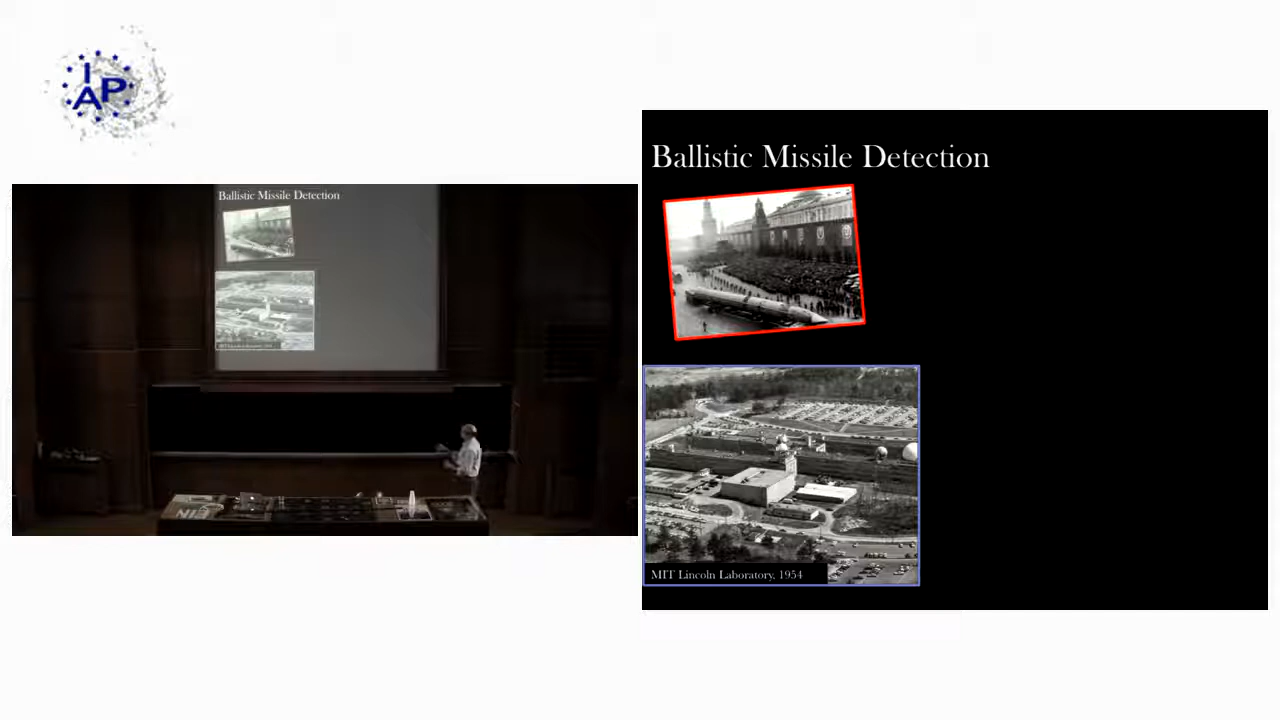 I
AP
Ballistic Missile Detection
Ballistic Missile Detection
MIT Lincoln Laboratory, 1954